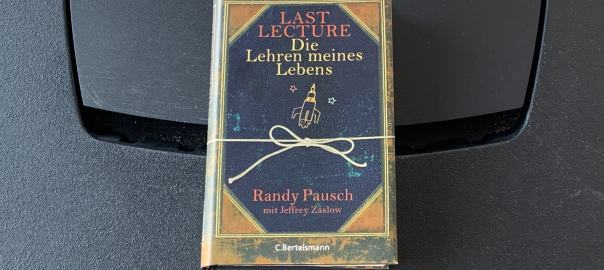 LAST
LECTURE
Die
Lehren meines
Lebens
Randy Pausch
mit Jeffrey Zaslow
C. Bertelsmann